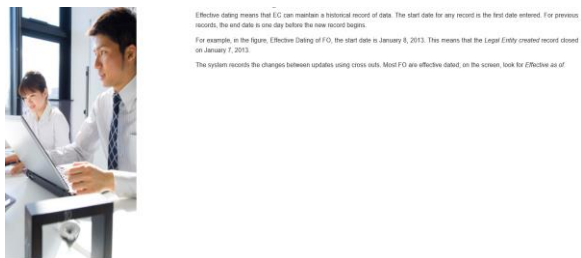 Effective dating means that EC can maintain a historical record of data. The start date for any record is the first date entered. For previous
records, the end date is one day before the new record begins.
For example, in the figure, Effective Dating of FO, the start date is January 8, 2013. This means that the Legal Entity created record closed
on January 7, 2013.
The system records the changes between updates using cross outs. Most FO are effective dated; on the screen, look for Effective as of.